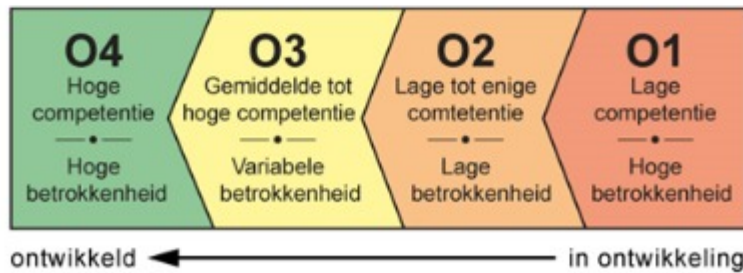 O4
Hoge
competentie
Hoge
betrokkenheid
O3
Gemiddelde tot
hoge competentie
Variabele
betrokkenheid
O2
Lage tot enige
comtetentie
Lage
betrokkenheid
O1
Lage
competentie
Hoge
betrokkenheid
ontwikkeld
in ontwikkeling